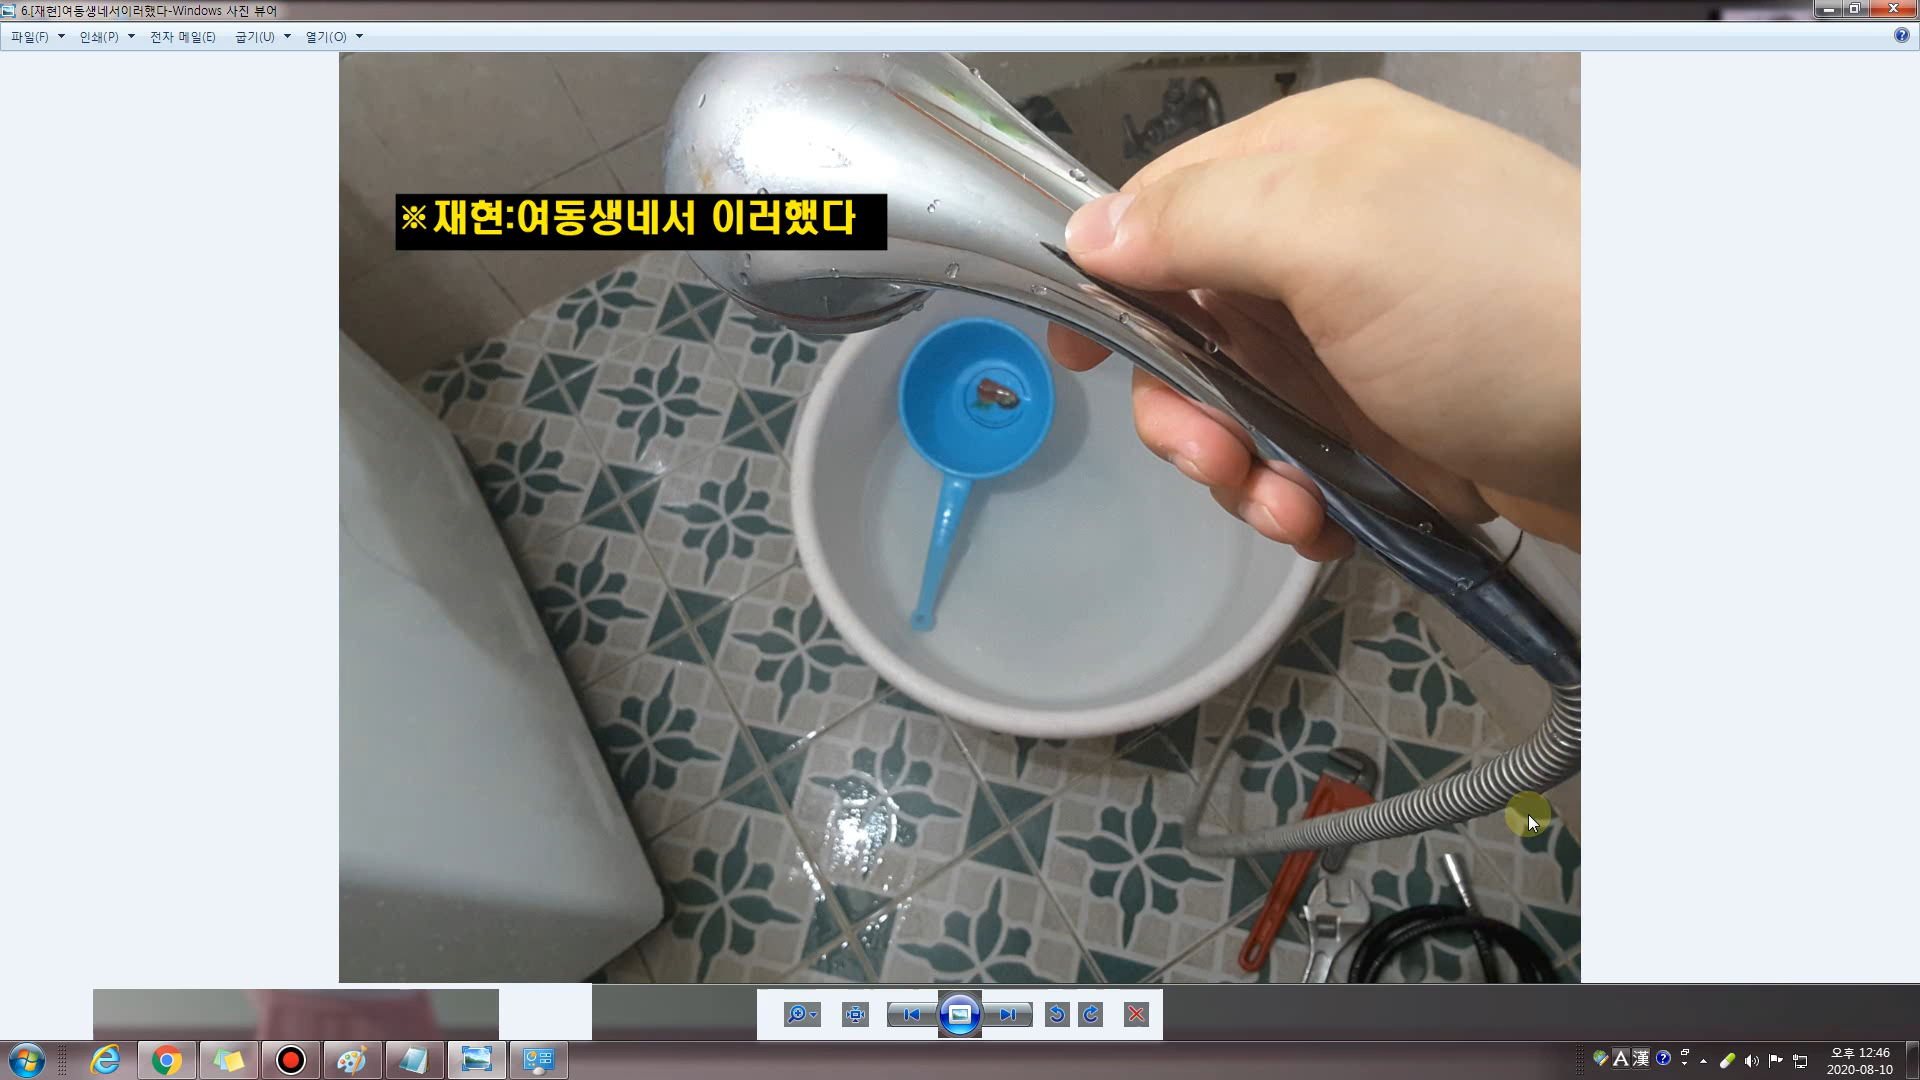 6.[재현]여동생네서이러했다-Windows 사진 뷰어
파일(F) 인쇄(P) 전자 메일(E) 굽기(U) 열기(O)
※재현:여동생네서 이러했다
A 漢
오후 12:46
2020-08-10